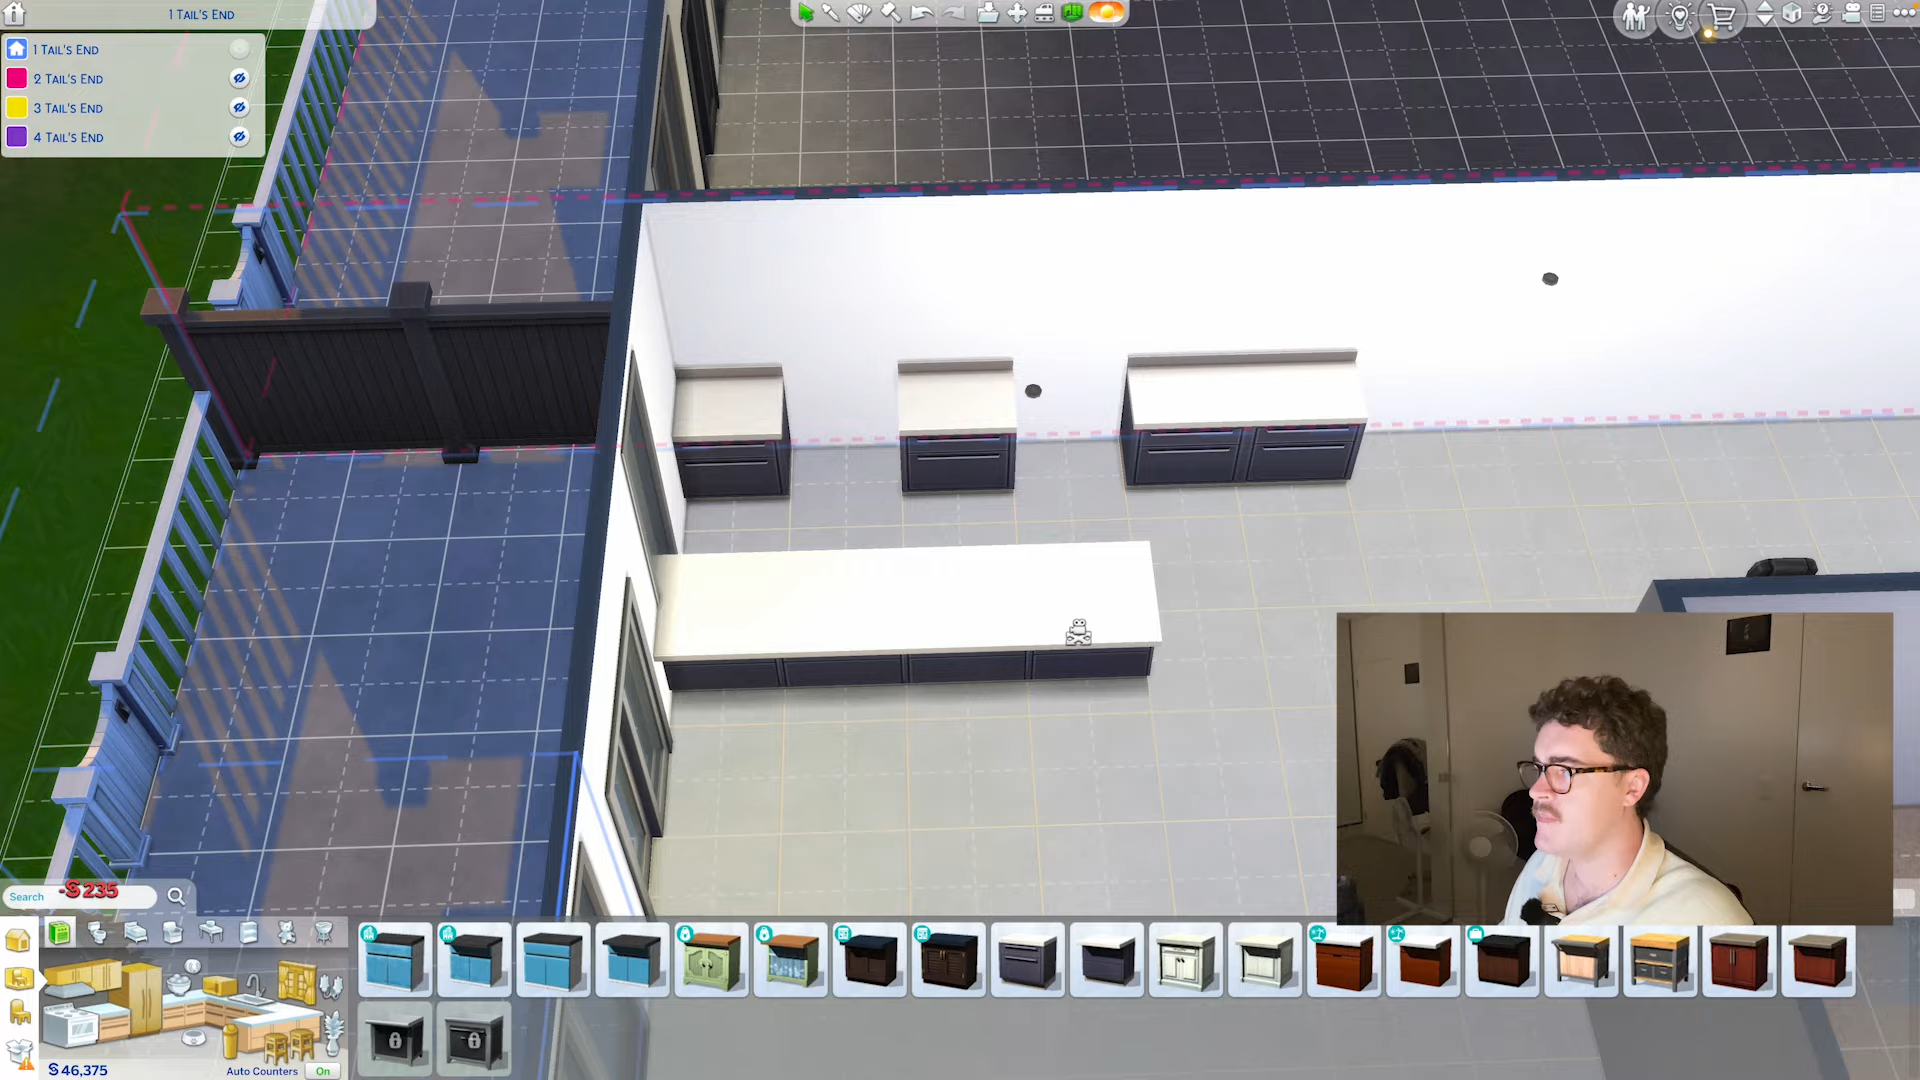 1 Tail's End
1 Tail's End
2 Tail's End
3 Tail's End
4 Tail's End
Search
-§235
§46,375
Auto Counters
On